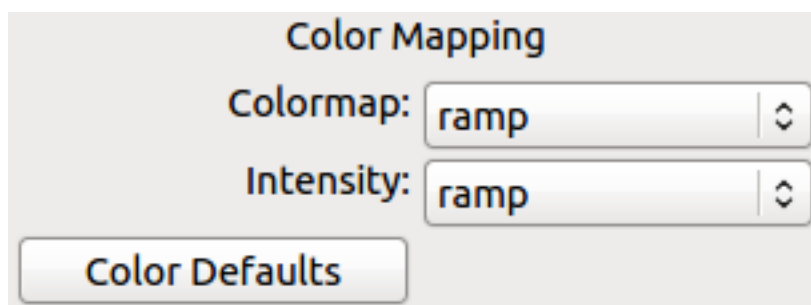 Color Mapping
Colormap: ramp
Intensity: ramp
Color Defaults